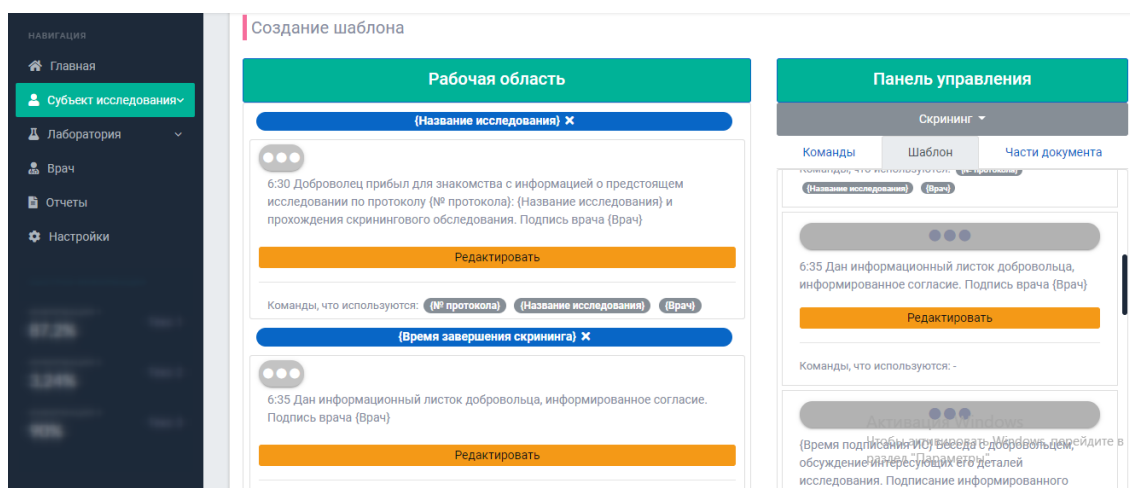 НАВИГАЦИЯ
Главная
Субъект исследования
Лаборатория
Врач
Отчеты
Настройки
Создание шаблона
Рабочая область
{Название исследования} ×
6:30 Доброволец прибыл для знакомства с информацией о предстоящем
исследовании по протоколу {№ протокола}: {Название исследования} и
прохождения скринингового обследования. Подпись врача {Врач}
Редактировать
Команды, что используются: {№ протокола} {Название исследования} {Врач}
{Время завершения скрининга} ×
6:35 Дан информационный листок добровольца, информированное согласие.
Подпись врача {Врач}
Редактировать
Панель управления
Скрининг
Команды Шаблон Части документа
Команды, что используются: {№ протокола}
{Название исследования} {Врач}
6:35 Дан информационный листок добровольца,
информированное согласие. Подпись врача {Врач}
Редактировать
Команды, что используются: -
{Время подписания ИС} Беседа с добровольцем,
обсуждение интересующих его деталей
исследования. Подписание информированного
Активация Windows
Чтобы активировать Windows, перейдите в
раздел "Параметры".